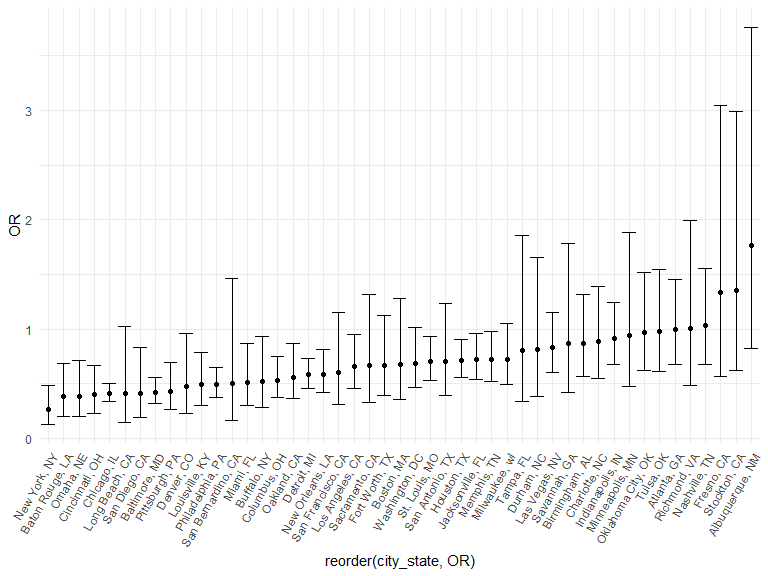 OR
3
2
1
0
New York, NY
Baton Rouge, LA
Omaha, NE
Cincinnati, OH
Chicago, IL
Long Beach, CA
San Diego, CA
Baltimore, MD
Pittsburgh, PA
Denver, CO
Louisville, KY
Philadelphia, PA
San Bernardino, CA
Miami, FL
Buffalo, NY
Columbus, OH
Oakland, CA
Detroit, MI
New Orleans, LA
San Francisco, CA
Los Angeles, CA
Sacramento, CA
Fort Worth, TX
Boston, MA
Washington, DC
St. Louis, MO
San Antonio, TX
Houston, TX
Jacksonville, FL
Memphis, TN
Milwaukee, wI
Tampa, FL
Durham, NC
Las Vegas, NV
Savannah, GA
Birmingham, AL
Charlotte, NC
Indianapolis, IN
Minneapolis, MN
Oklahoma City, OK
Tulsa, OK
Atlanta, GA
Richmond, VA
Nashville, TN
Fresno, CA
Stockton, CA
Albuquerque, NM
reorder(city_state, OR)